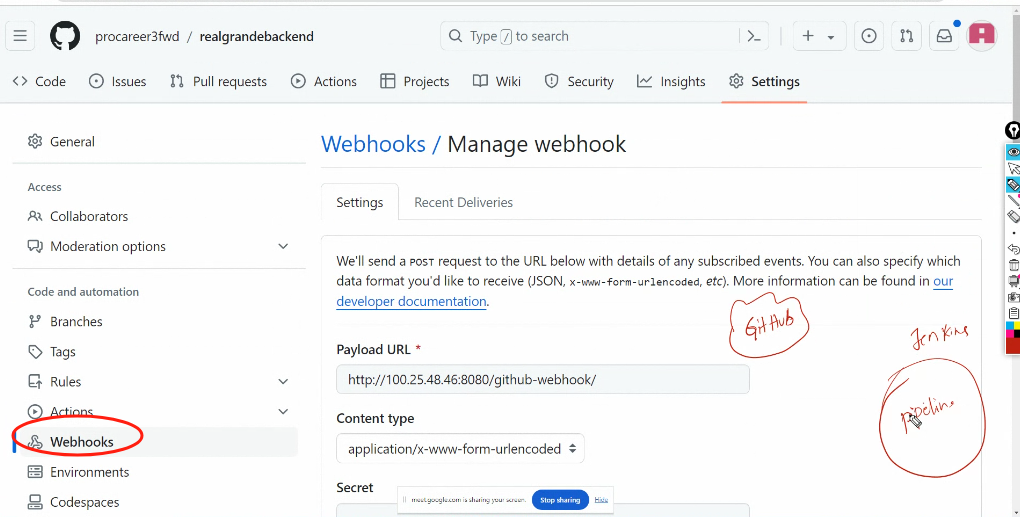 procareer3fwd / realgrandebackend
Type / to search
Code
Issues
Pull requests
Actions
Projects
Wiki
Security
Insights
Settings
General
Access
Collaborators
Moderation options
Code and automation
Branches
Tags
Rules
Actions
Webhooks
Environments
Codespaces
Webhooks / Manage webhook
Settings
Recent Deliveries
We'll send a POST request to the URL below with details of any subscribed events. You can also specify which
data format you'd like to receive (JSON, x-www-form-urlencoded, etc). More information can be found in our
developer documentation.
GitHub
Jenkins
pipeline
Payload URL *
http://100.25.48.46:8080/github-webhook/
Content type
application/x-www-form-urlencoded
Secret
meet.google.com is sharing your screen.
Stop sharing
Hide